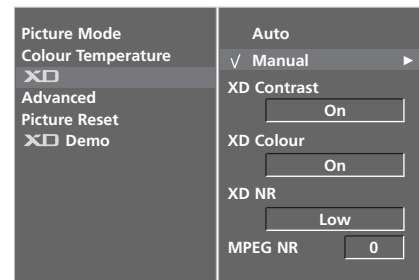 Picture Mode
Colour Temperature
XD
Advanced
Picture Reset
XD Demo
Auto
√ Manual ►
XD Contrast
On
XD Colour
On
XD NR
Low
MPEG NR 0